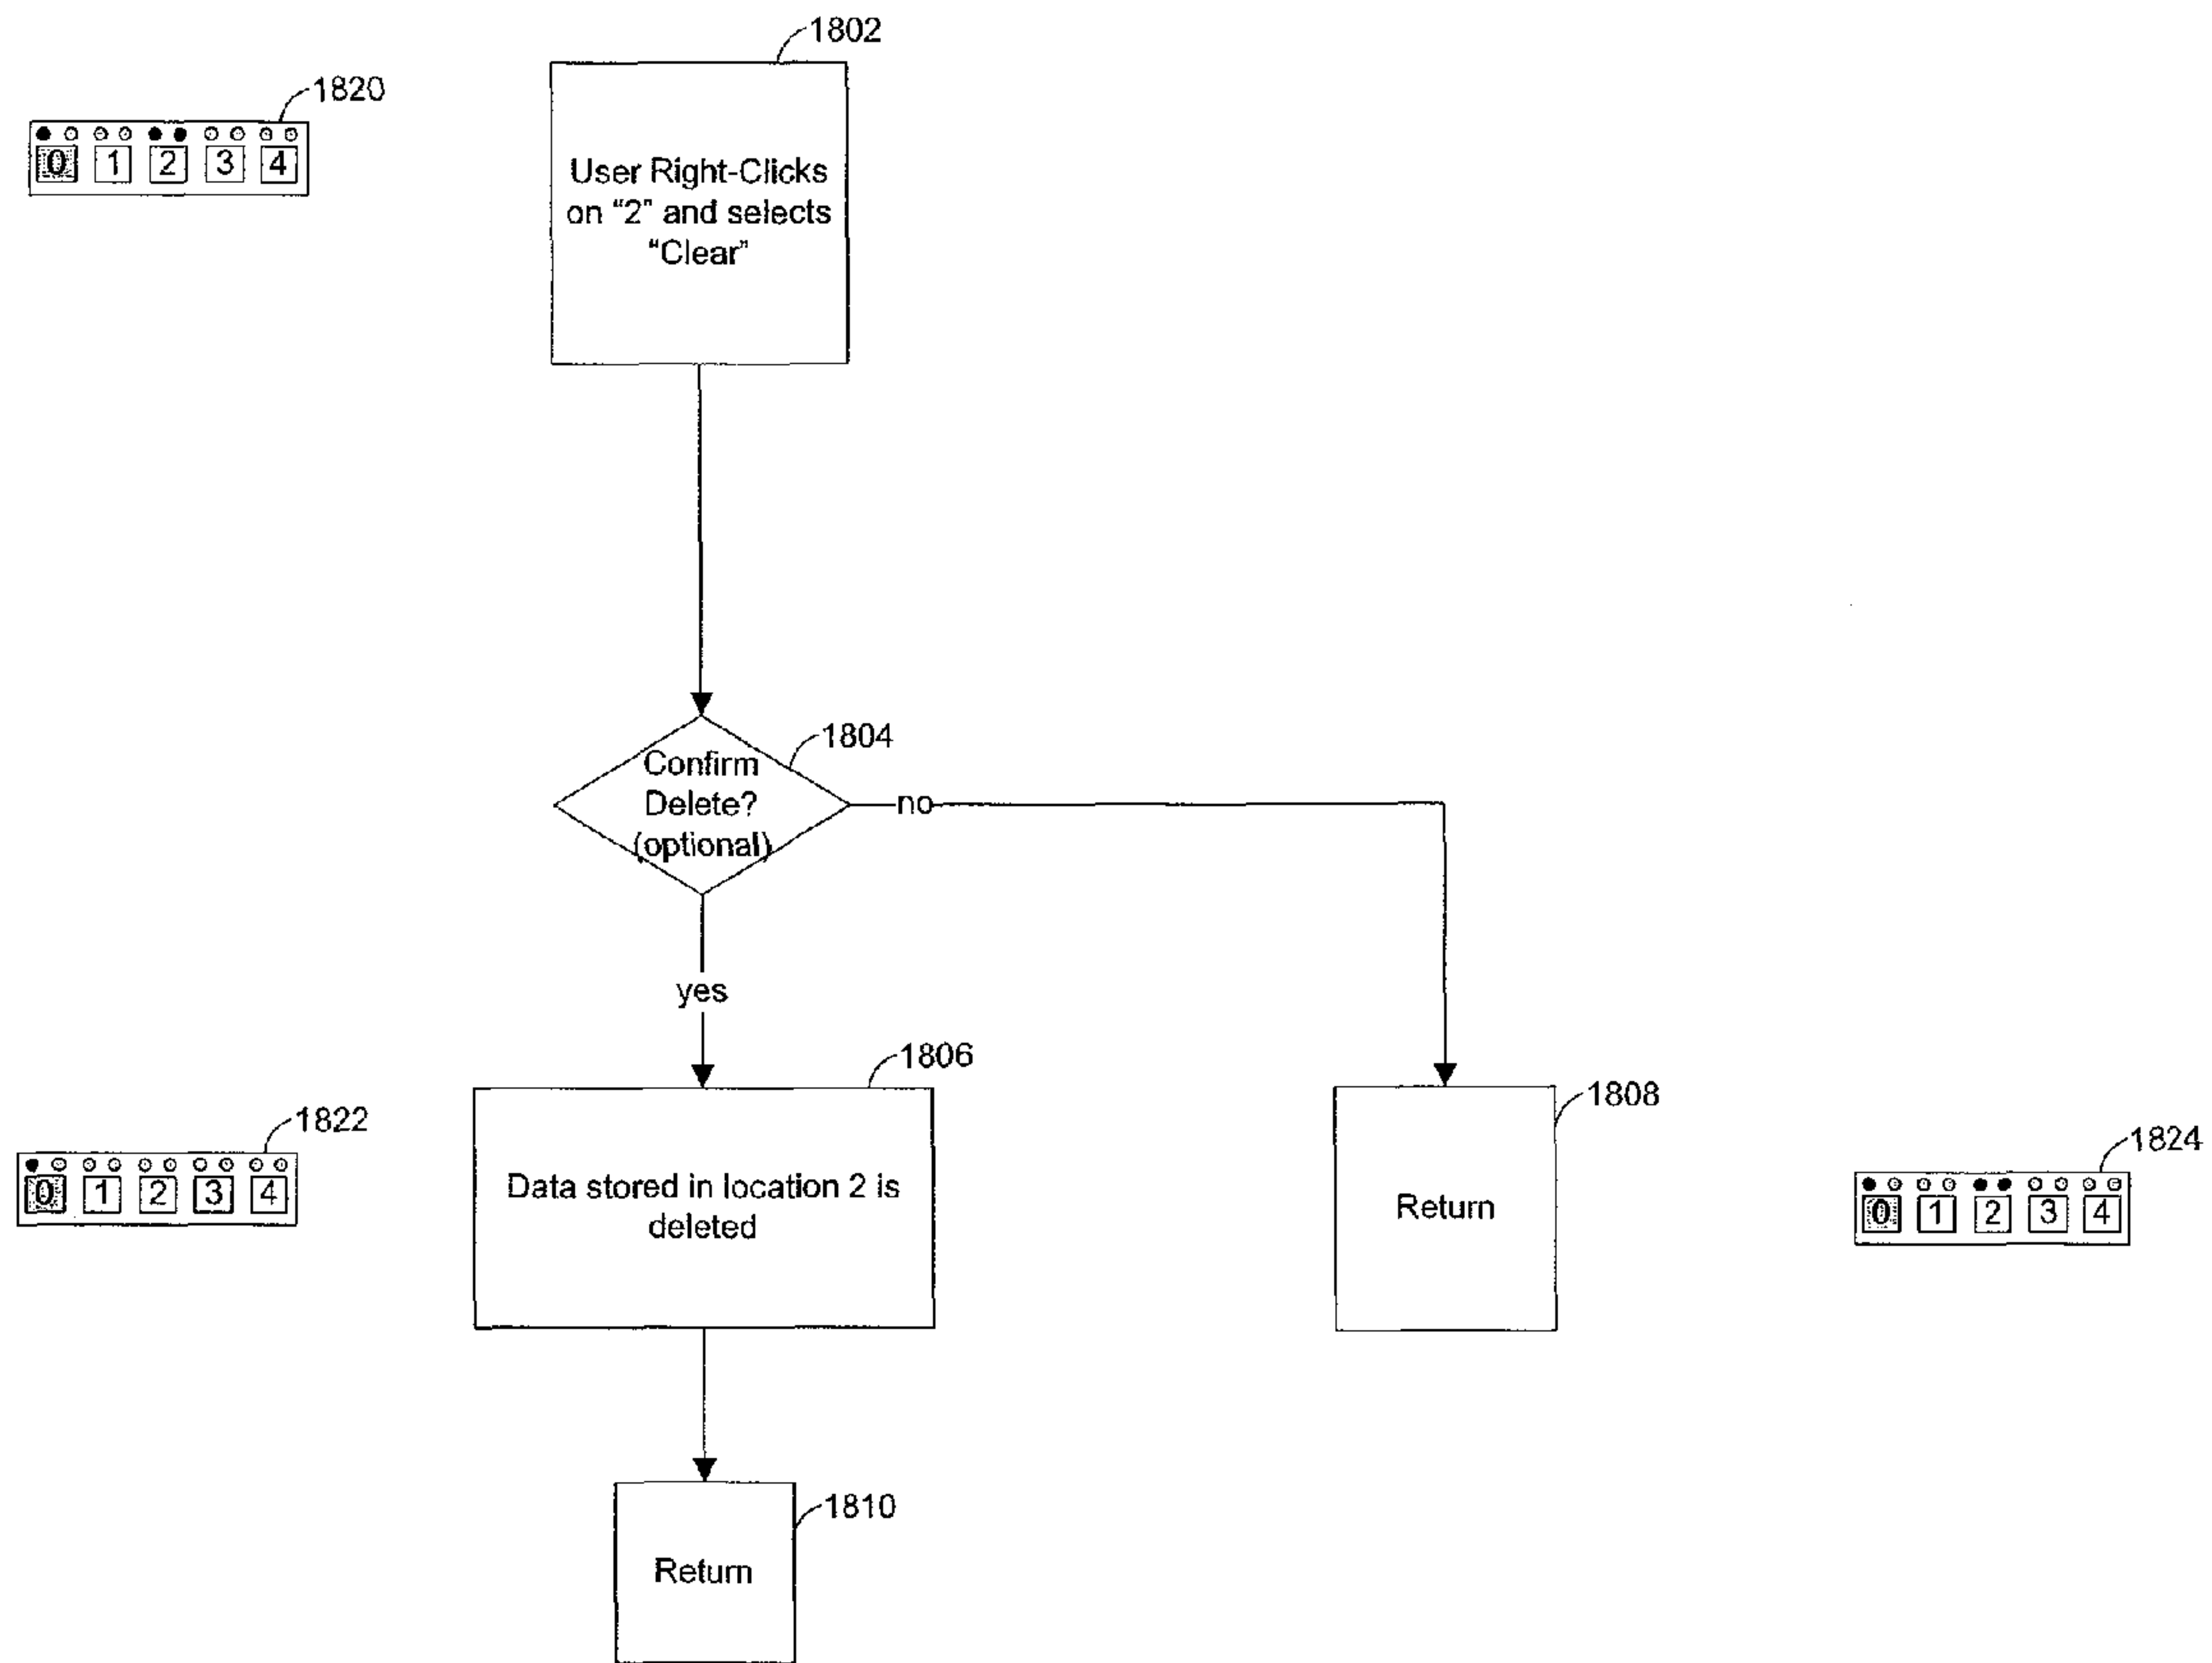 1802
1820
0 1 2 3 4
User Right-Clicks
on “2” and selects
“Clear”
1804
Confirm
Delete?
(optional)
no
yes
1806
1808
1822
0 1 2 3 4
Data stored in location 2 is
deleted
Return
1824
0 1 2 3 4
1810
Return